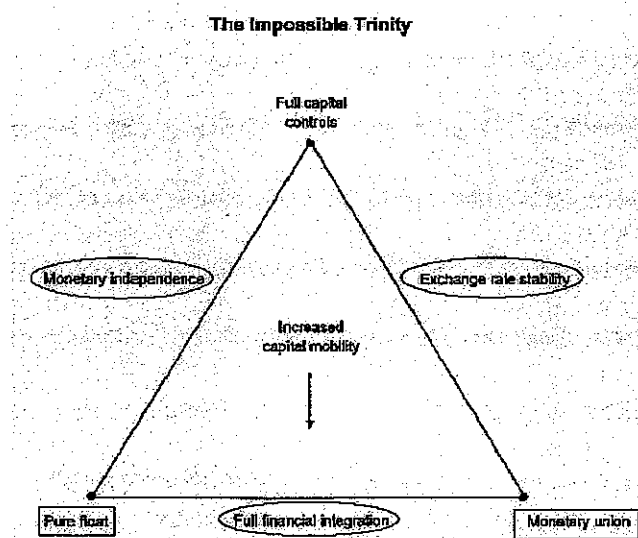 The Impossible Trinity
Full capital
controls
Monetary independence
Exchange rate stability
Increased
capital mobility
Pure float
Full financial integration
Monetary union